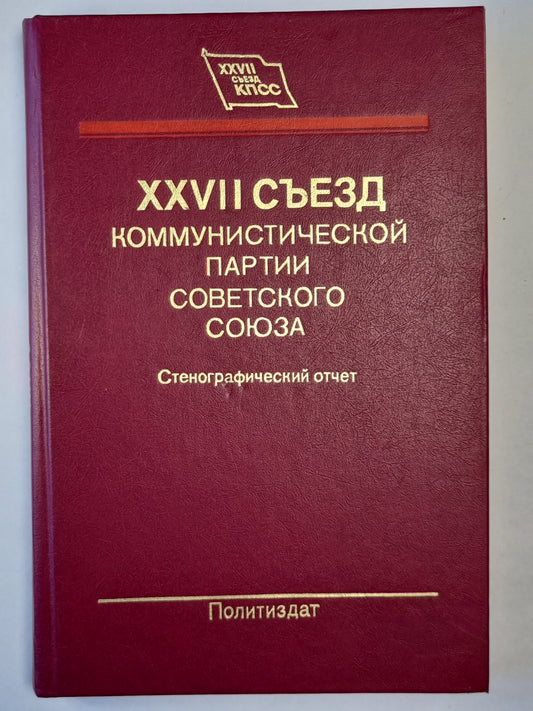 XXVII
СЪЕЗД
КПСС
XXVII СЪЕЗД
КОММУНИСТИЧЕСКОЙ
ПАРТИИ
СОВЕТСКОГО
СОЮЗА
Стенографический отчет
Политиздат